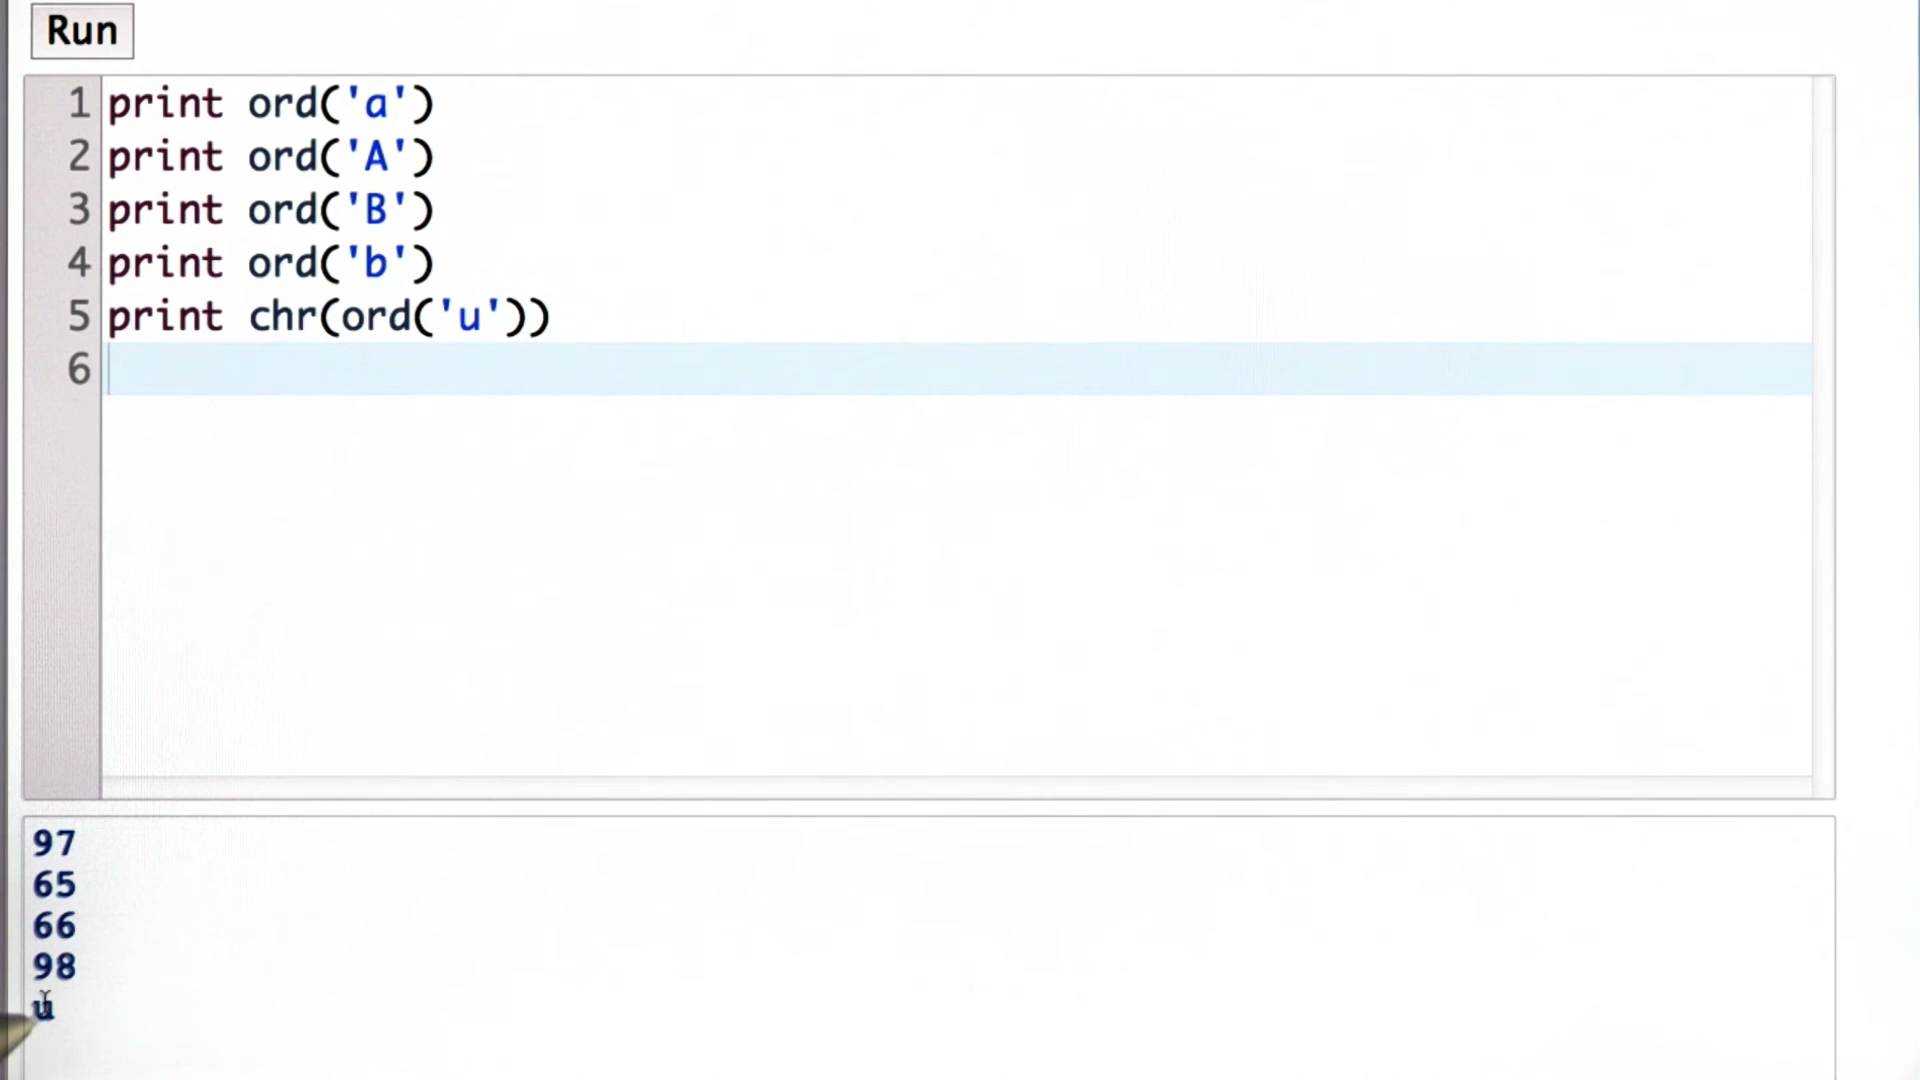 Run
1 print ord('a')
2 print ord('A')
3 print ord('B')
4 print ord('b')
5 print chr(ord('u'))
6
97
65
66
98
u